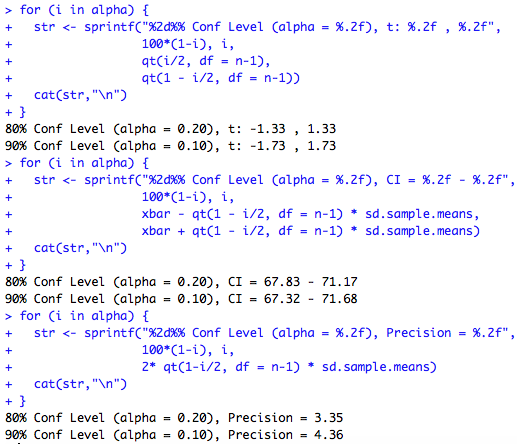 > for (i in alpha) {
+   str <- sprintf("%2d%% Conf Level (alpha = %.2f), t: %.2f , %.2f",
+                  100*(1-i), i,
+                  qt(i/2, df = n-1),
+                  qt(1 - i/2, df = n-1))
+   cat(str,"\n")
+ }
80% Conf Level (alpha = 0.20), t: -1.33 , 1.33
90% Conf Level (alpha = 0.10), t: -1.73 , 1.73
> for (i in alpha) {
+   str <- sprintf("%2d%% Conf Level (alpha = %.2f), CI = %.2f - %.2f",
+                  100*(1-i), i,
+                  xbar - qt(1 - i/2, df = n-1) * sd.sample.means,
+                  xbar + qt(1 - i/2, df = n-1) * sd.sample.means)
+   cat(str,"\n")
+ }
80% Conf Level (alpha = 0.20), CI = 67.83 - 71.17
90% Conf Level (alpha = 0.10), CI = 67.32 - 71.68
> for (i in alpha) {
+   str <- sprintf("%2d%% Conf Level (alpha = %.2f), Precision = %.2f",
+                  100*(1-i), i,
+                  2* qt(1-i/2, df = n-1) * sd.sample.means)
+   cat(str,"\n")
+ }
80% Conf Level (alpha = 0.20), Precision = 3.35
90% Conf Level (alpha = 0.10), Precision = 4.36